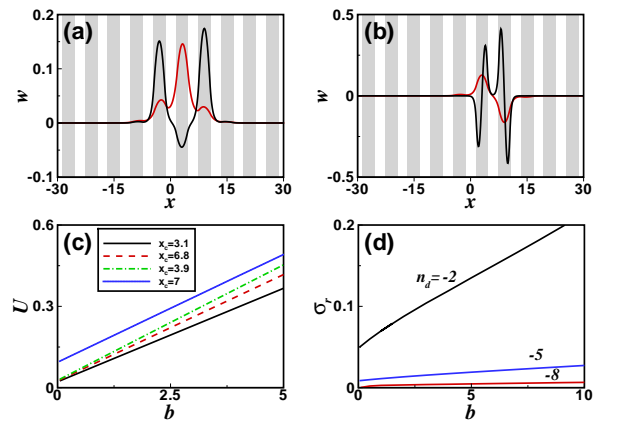 (a)
w
0.2
0.1
0
-0.1
-30
-15
0
15
30
x
(b)
w
0.5
0
-0.5
-30
-15
0
15
30
x
(c)
U
0.6
0.3
0
0
2.5
5
b
x_c=3.1
x_c=6.8
x_c=3.9
x_c=7
(d)
σ_r
0.2
0.1
0
0
5
10
b
n_d= -2
-5
-8